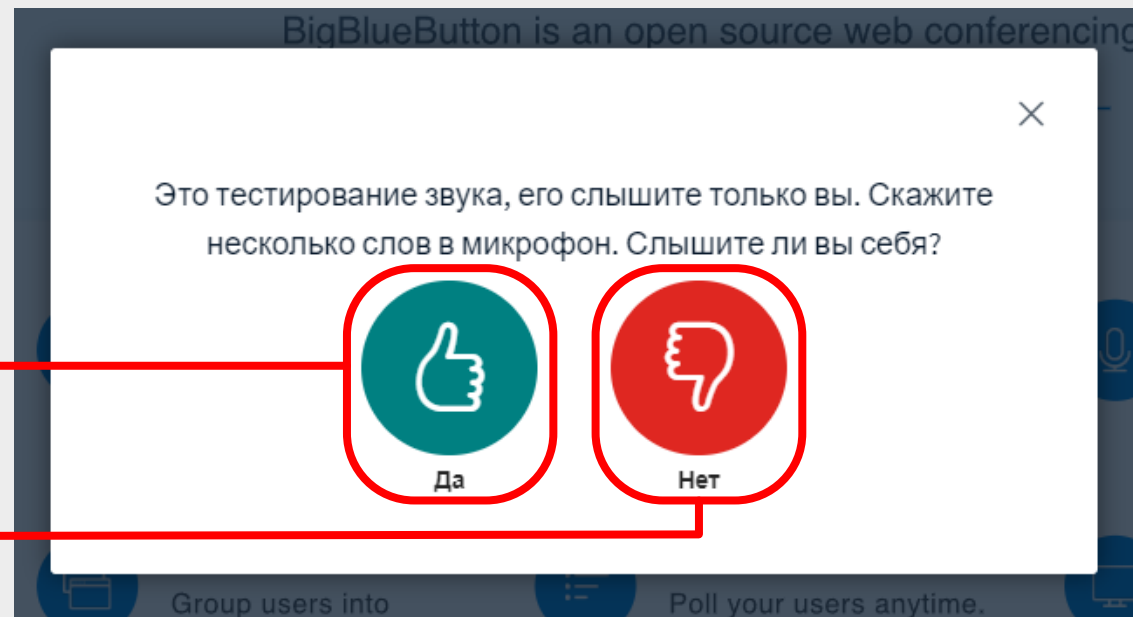 BigBlueButton is an open source web conferencing
Это тестирование звука, его слышите только вы. Скажите
несколько слов в микрофон. Слышите ли вы себя?
Да
Нет
Group users into
Poll your users anytime.